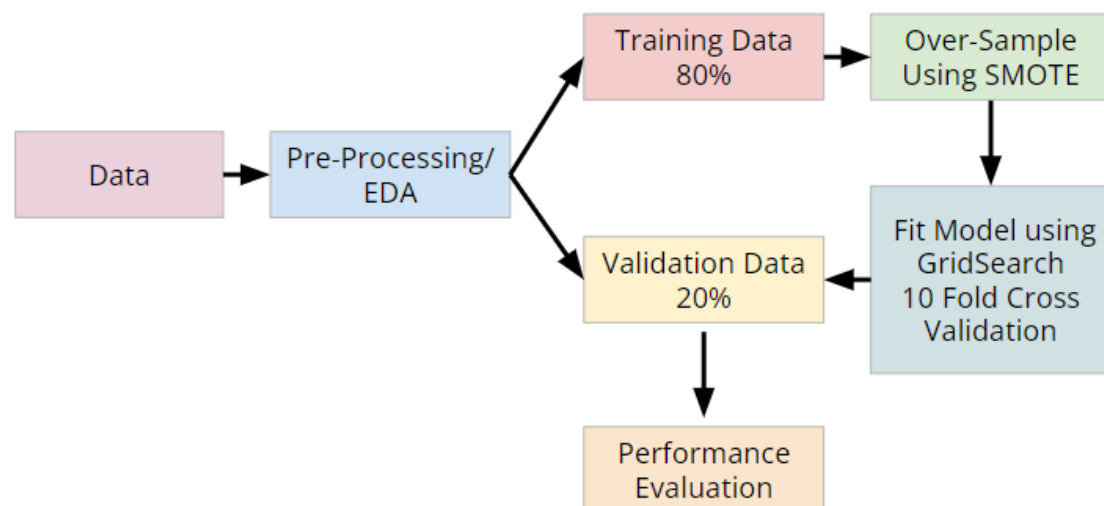 Data
Pre-Processing/
EDA
Training Data
80%
Over-Sample
Using SMOTE
Fit Model using
GridSearch
10 Fold Cross
Validation
Validation Data
20%
Performance
Evaluation